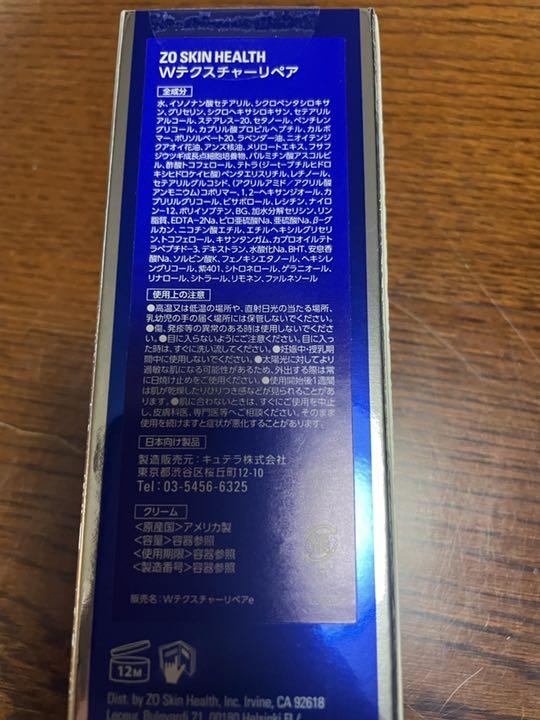 ZO SKIN HEALTH
Wテクスチャーリペア
全成分
水、イソノナン酸セテアリル、シクロペンタシロキサ
ン、グリセリン、シクロヘキサシロキサン、セテアリル
アルコール、ステアレス-20、セタノール、ペンチレン
グリコール、カプリル酸プロピルヘプチル、カルボ
マー、ポリソルベート20、ラベンダー油、ニオイテンジ
クアオイ花油、アンズ核油、メリロートエキス、フサフ
ジウツギ成長点細胞培養物、パルミチン酸アスコルビ
ル、酢酸トコフェロール、テトラ(ジ-t-ブチルヒドロ
キシヒドロケイヒ酸)ペンタエリスリチル、レチノール、
セテアリルグルコシド、(アクリルアミド/アクリル酸
アンモニウム)コポリマー、1,2-ヘキサンジオール、カ
プリリルグリコール、ビサボロール、レシチン、ナイロ
ン-12、ポリイソブテン、BG、加水分解セリシン、リン
脂質、EDTA-2Na、ピロ亜硫酸Na、亜硫酸Na、β-グ
ルカン、ニコチン酸エチル、エチルヘキシルグリセリ
ン、トコフェロール、キサンタンガム、カプロオイルテト
ラペプチド-3、デキストラン、水酸化Na、BHT、安息香
酸Na、ソルビン酸K、フェノキシエタノール、ヘキシレ
ングリコール、紫401、シトロネロール、ゲラニオール、
リナロール、シトラール、リモネン、ファルネソール
使用上の注意
●高温又は低温の場所や、直射日光の当たる場所、
乳幼児の手の届く場所には保管しないでください。
●傷、発疹等の異常のある時は使用しないでくださ
い。●目に入らないようにご注意ください。目に入っ
た時は、すぐに洗い流してください。●妊娠中・授乳期
間中に使用しないでください。●太陽光に対してより
過敏な肌になる可能性があるため、外出する際は常
に日焼け止めをご使用ください。●使用開始後1週間
は肌が乾燥したりひりつき感などが見られることがあ
ります。●肌に合わないときは、すぐにご使用を中止
し、皮膚科医、専門医等へご相談ください。そのまま
使用を続けますと症状が悪化することがあります。
日本向け製品
製造販売元:キュテラ株式会社
東京都渋谷区桜丘町12-10
Tel:03-5456-6325
クリーム
<原産国>アメリカ製
<容量>容器参照
<使用期限>容器参照
<製造番号>容器参照
販売名:Wテクスチャーリペアe
12M
Dist. by ZO Skin Health, Inc. Irvine, CA 92618